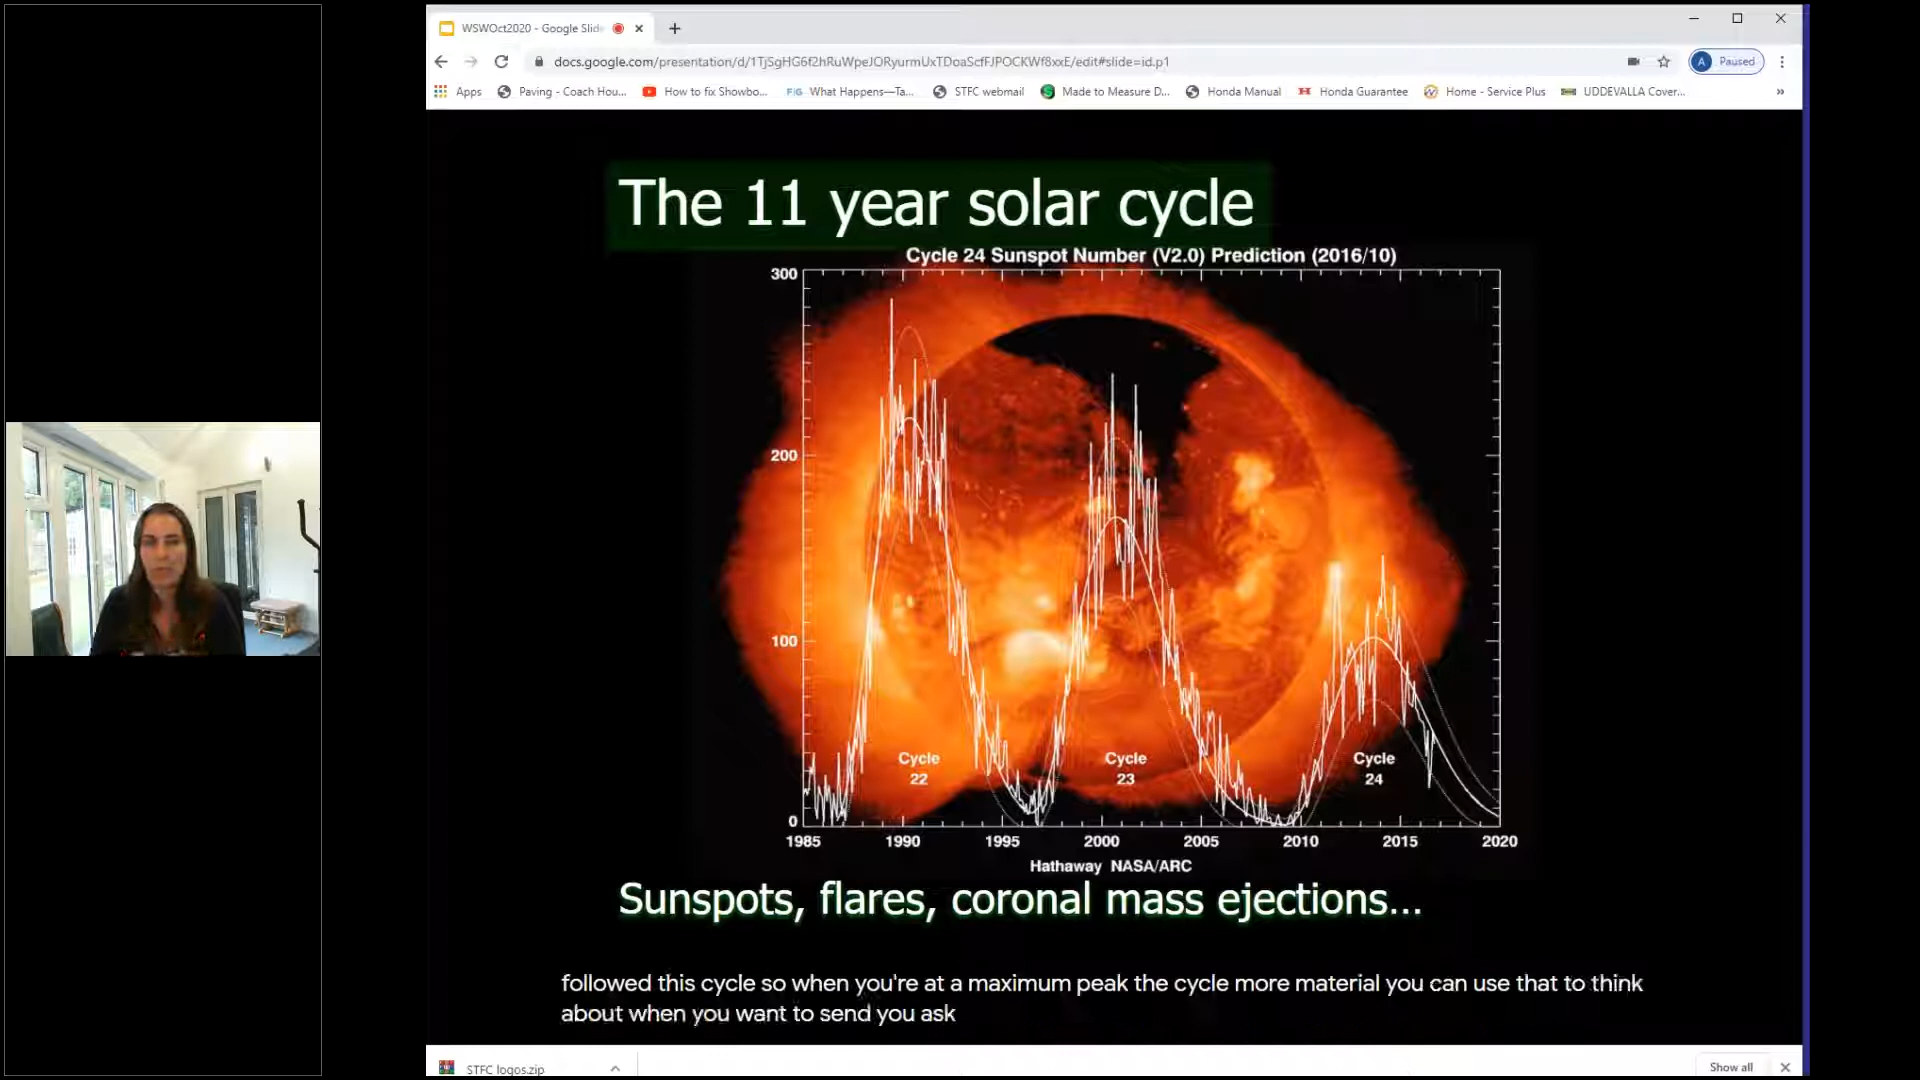 WSWOct2020 - Google Slid
docs.google.com/presentation/d/1TjSgHG6f2hRuWpeJORyurmUxTDoaScfFJPOCKWf8xxE/edit#slide=id.p1
A Paused
Apps Paving - Coach Hou... How to fix Showbo... FIG What Happens—Ta... STFC webmail Made to Measure D... Honda Manual Honda Guarantee Home - Service Plus UDDEVALLA Cover... »
The 11 year solar cycle
Cycle 24 Sunspot Number (V2.0) Prediction (2016/10)
300
200
100
0
Cycle
22
Cycle
23
Cycle
24
1985 1990 1995 2000 2005 2010 2015 2020
Hathaway NASA/ARC
Sunspots, flares, coronal mass ejections...
followed this cycle so when you're at a maximum peak the cycle more material you can use that to think
about when you want to send you ask
STFC logos.zip
Show all